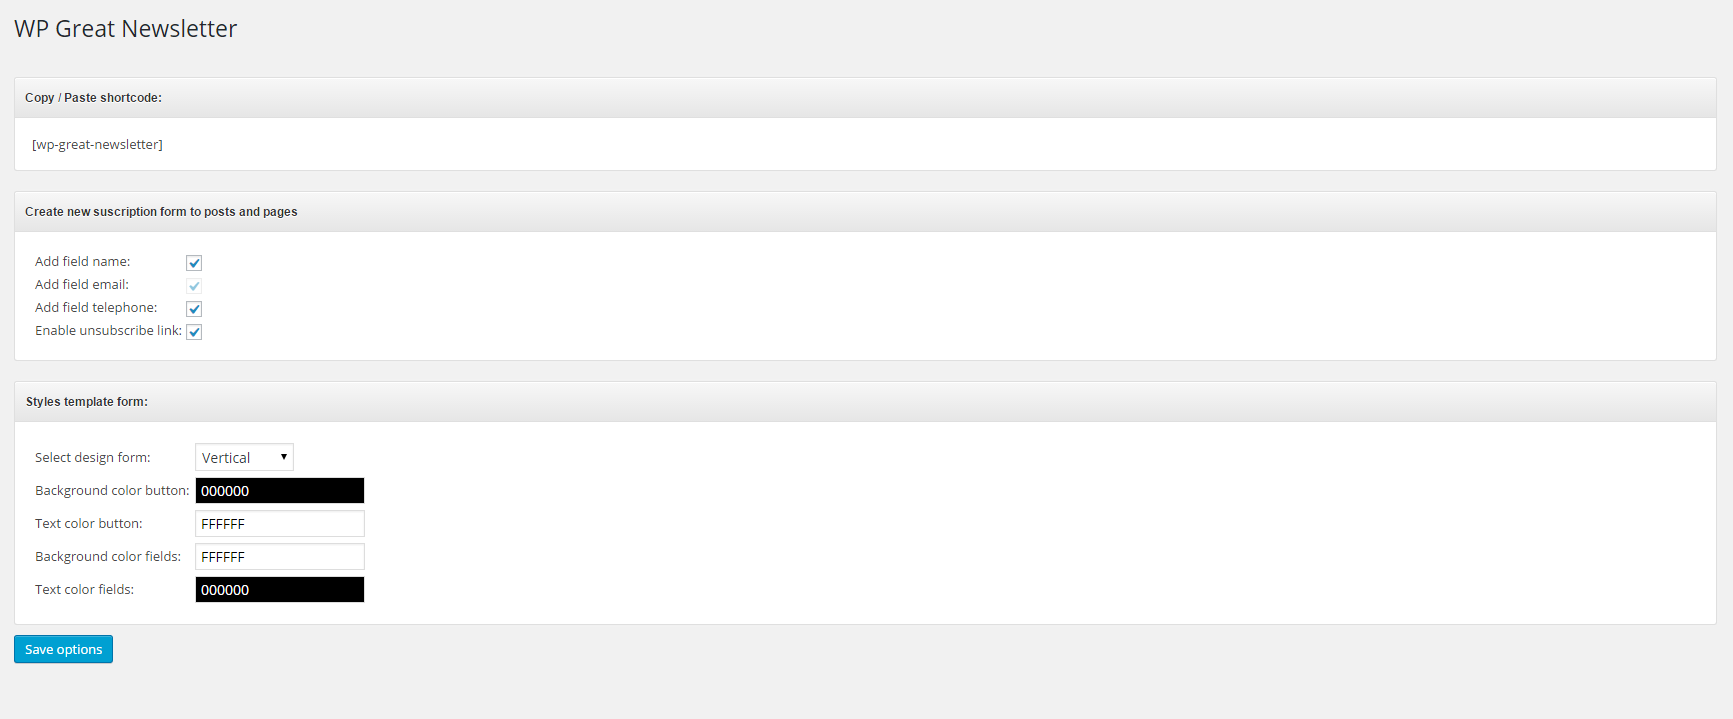 WP Great Newsletter
Copy / Paste shortcode:
[wp-great-newsletter]
Create new suscription form to posts and pages
Add field name:
Add field email:
Add field telephone:
Enable unsubscribe link:
Styles template form:
Select design form: Vertical
Background color button: 000000
Text color button: FFFFFF
Background color fields: FFFFFF
Text color fields: 000000
Save options